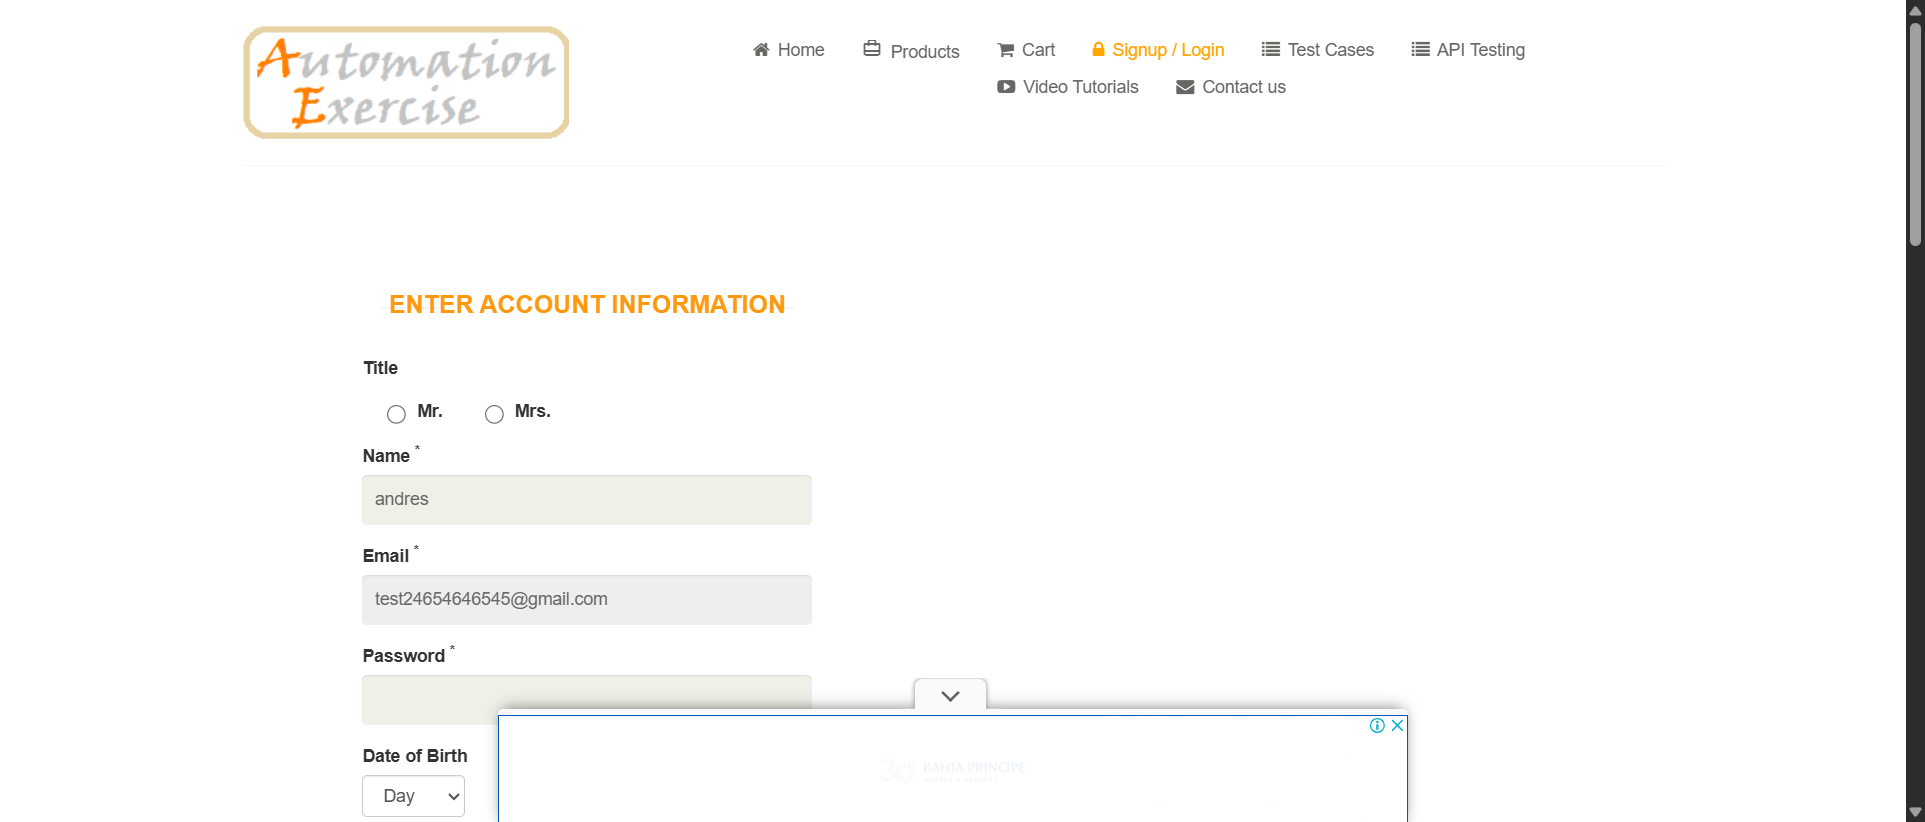 Automation
Exercise
Home
Products
Cart
Signup / Login
Test Cases
API Testing
Video Tutorials
Contact us
ENTER ACCOUNT INFORMATION
Title
Mr.
Mrs.
Name *
andres
Email *
test24654646545@gmail.com
Password *
Date of Birth
Day
BAHIA PRINCIPE